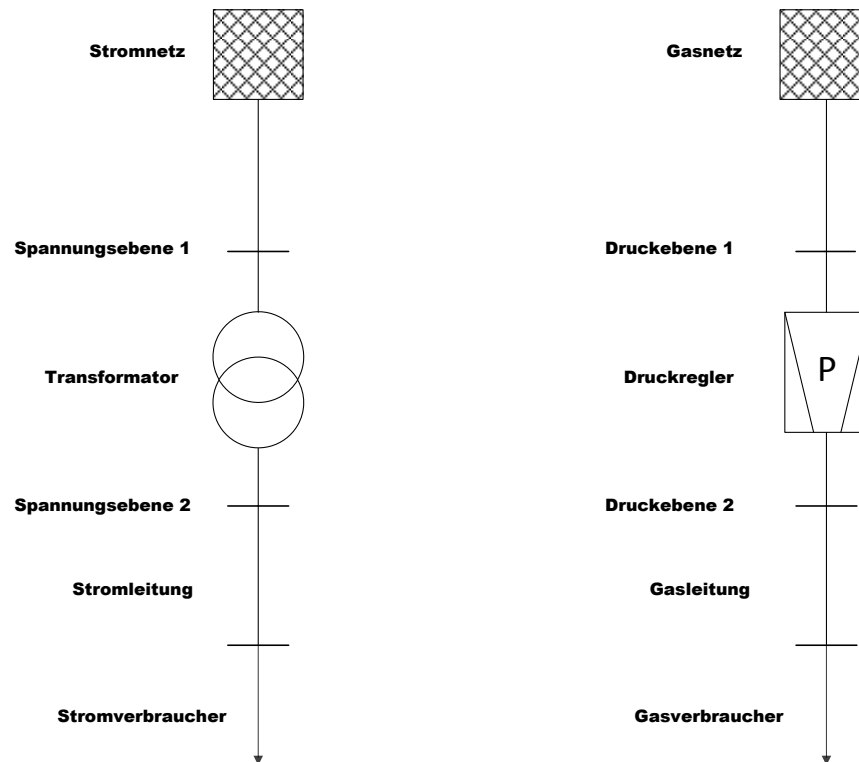 Stromnetz
Spannungsebene 1
Transformator
Spannungsebene 2
Stromleitung
Stromverbraucher
Gasnetz
Druckebene 1
Druckregler
P
Druckebene 2
Gasleitung
Gasverbraucher